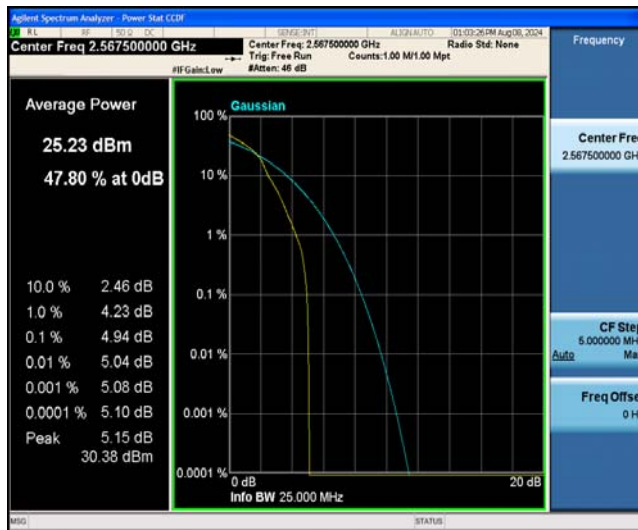 Agilent Spectrum Analyzer - Power Stat CCDF
RL RF 50 Ω DC SENSE:INT ALIGN AUTO 01:03:26 PM Aug 08, 2024
Center Freq 2.567500000 GHz
Center Freq: 2.567500000 GHz Radio Std: None
Trig: Free Run Counts:1.00 M/1.00 Mpt
#IFGain:Low #Atten: 46 dB
Frequency
Average Power
25.23 dBm
47.80 % at 0dB
10.0 % 2.46 dB
1.0 % 4.23 dB
0.1 % 4.94 dB
0.01 % 5.04 dB
0.001 % 5.08 dB
0.0001 % 5.10 dB
Peak 5.15 dB
30.38 dBm
Gaussian
100 %
10 %
1 %
0.1 %
0.01 %
0.001 %
0.0001 %
0 dB 20 dB
Info BW 25.000 MHz
Center Fre
2.567500000 GH
CF Step
5.000000 MH
Auto Ma
Freq Offse
0 H
MSG STATUS